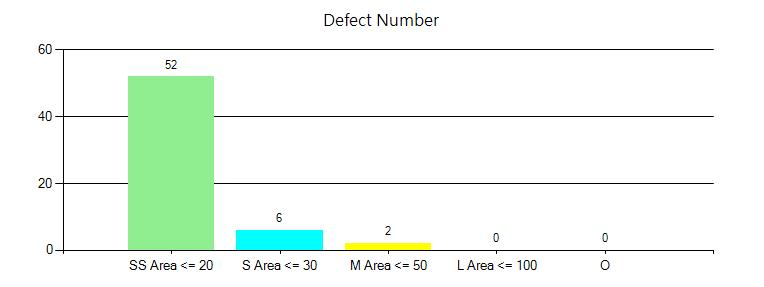 Defect Number
60
40
20
0
52
6
2
0
0
SS Area <= 20
S Area <= 30
M Area <= 50
L Area <= 100
O